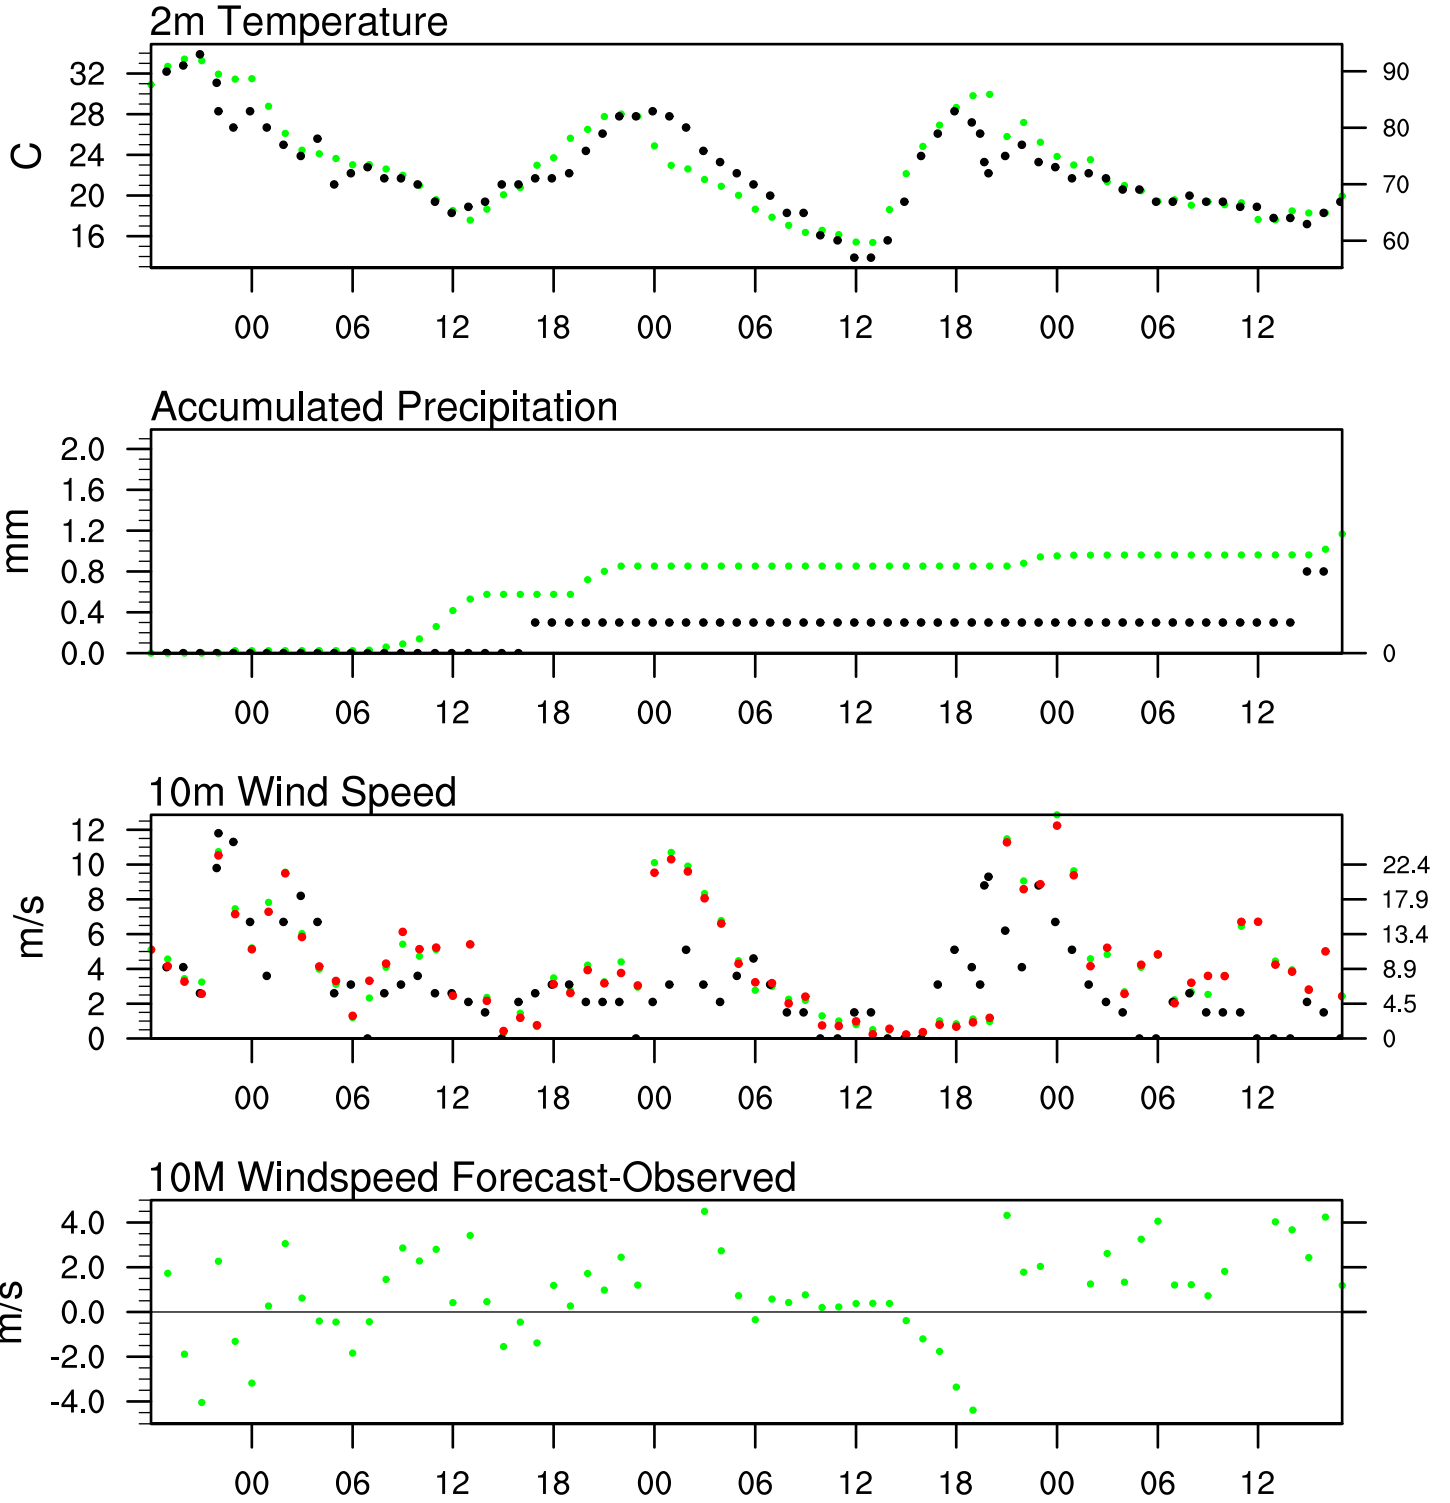 2m Temperature
32
28
24
20
16
C
90
80
70
60
00 06 12 18 00 06 12 18 00 06 12
Accumulated Precipitation
2.0
1.6
1.2
0.8
0.4
0.0
mm
0
00 06 12 18 00 06 12 18 00 06 12
10m Wind Speed
12
10
8
6
4
2
0
m/s
22.4
17.9
13.4
8.9
4.5
0
00 06 12 18 00 06 12 18 00 06 12
10M Windspeed Forecast-Observed
4.0
2.0
0.0
-2.0
-4.0
m/s
00 06 12 18 00 06 12 18 00 06 12